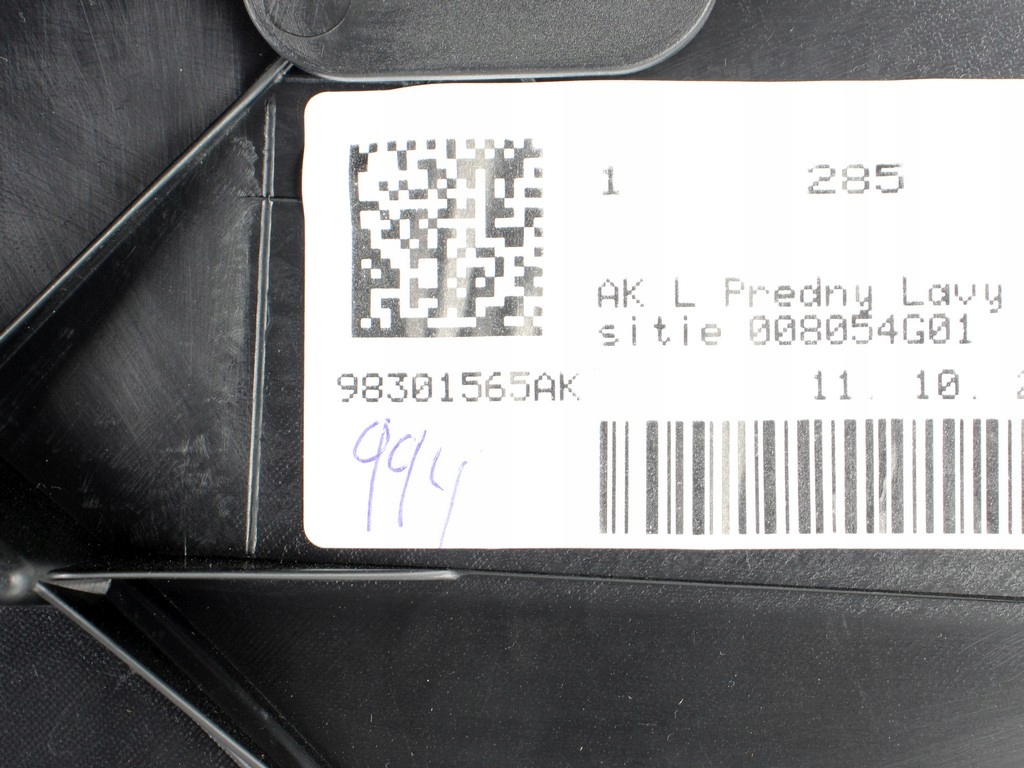 1 285
AK L Predny Lavy
sitie 008054G01
98301565AK 11. 10.
994